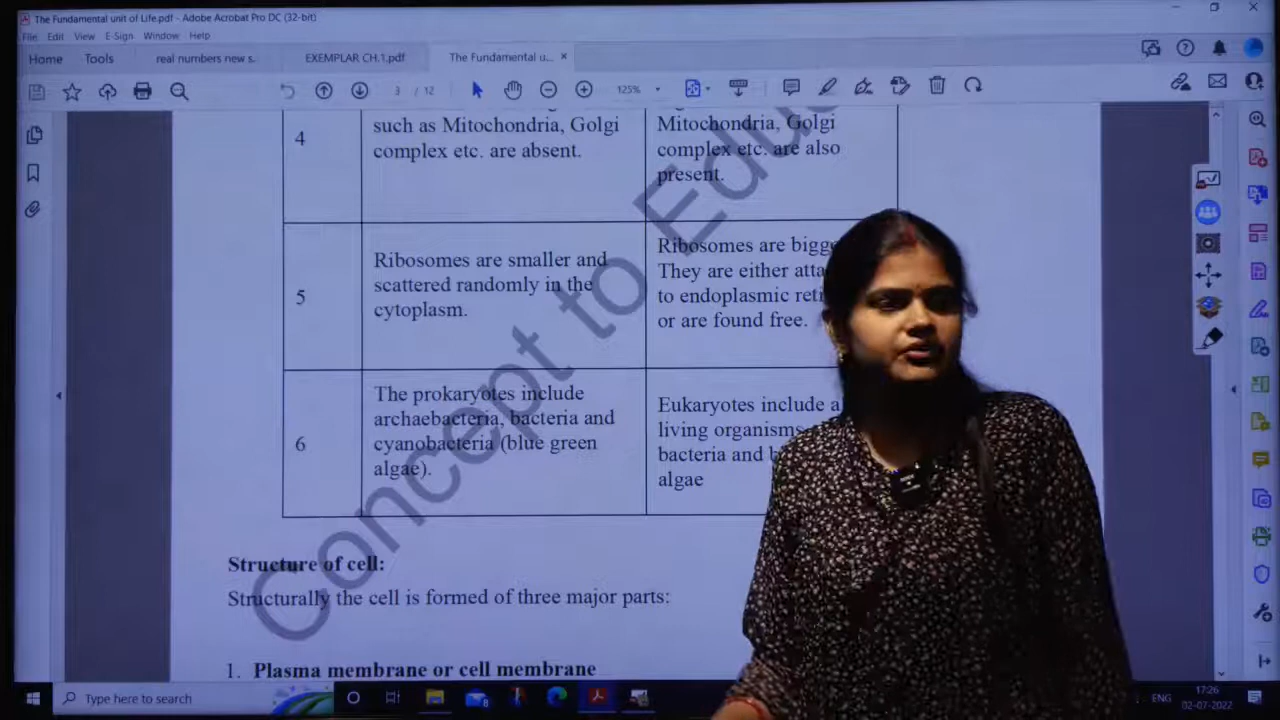 The Fundamental unit of Life.pdf - Adobe Acrobat Pro DC (32-bit)
File Edit View E-Sign Window Help
Home Tools real numbers new s. EXEMPLAR CH.1.pdf The Fundamental u...
3 / 12 125%
4
such as Mitochondria, Golgi
complex etc. are absent.
Mitochondria, Golgi
complex etc. are also
present.
5
Ribosomes are smaller and
scattered randomly in the
cytoplasm.
Ribosomes are bigg
They are either atta
to endoplasmic reti
or are found free.
6
The prokaryotes include
archaebacteria, bacteria and
cyanobacteria (blue green
algae).
Eukaryotes include a
living organisms
bacteria and b
algae
Concept to Edu
Structure of cell:
Structurally the cell is formed of three major parts:
1. Plasma membrane or cell membrane
Type here to search
ENG
17:26
02-07-2022